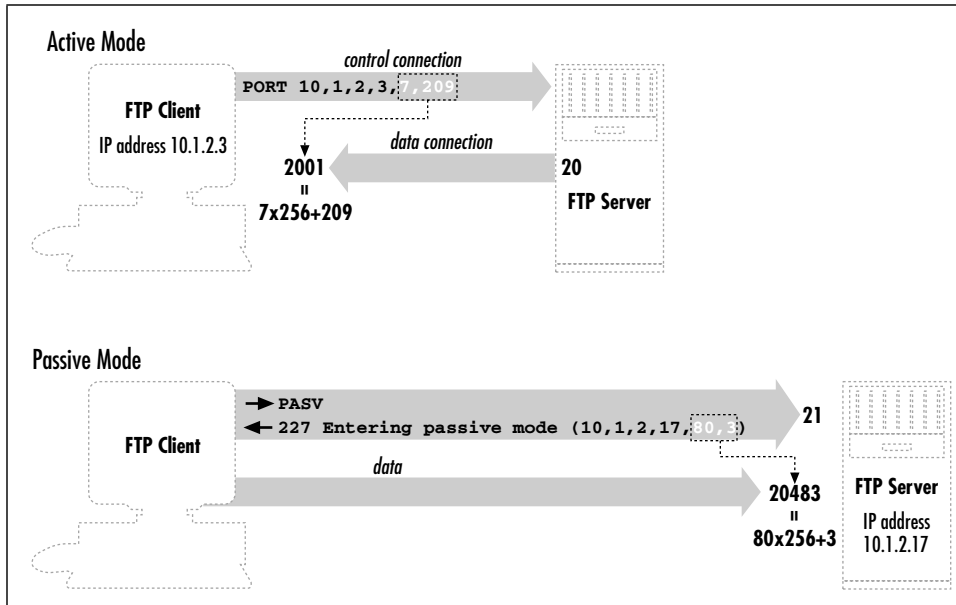 Active Mode
control connection
PORT 10,1,2,3,7,209
FTP Client
IP address 10.1.2.3
data connection
2001
20
=
7x256+209
FTP Server
Passive Mode
PASV
227 Entering passive mode (10,1,2,17,80,3)
21
FTP Client
data
20483
=
80x256+3
FTP Server
IP address
10.1.2.17